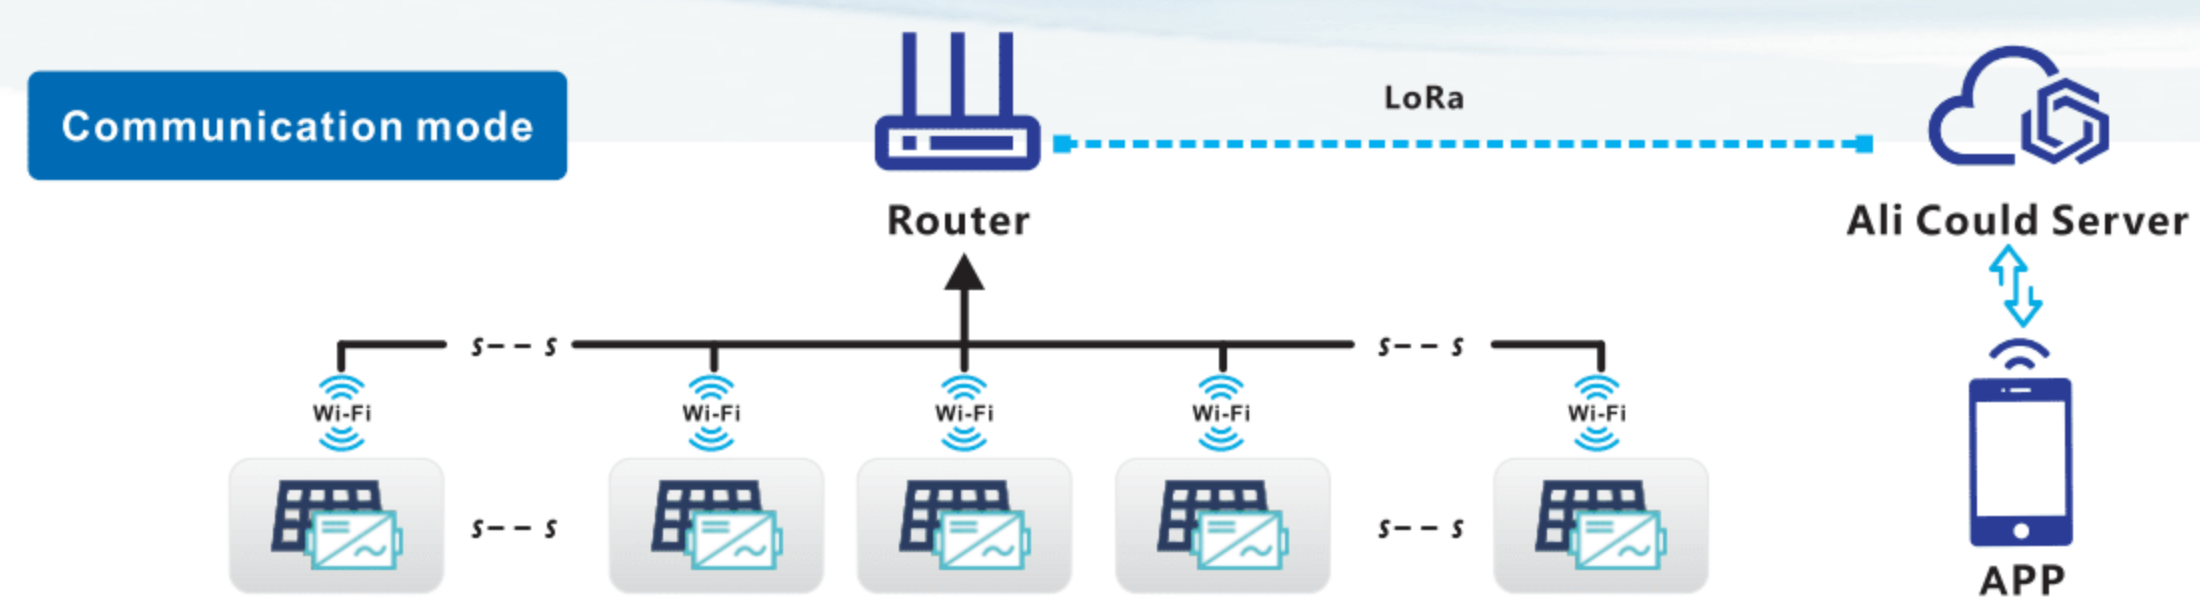 Communication mode
LoRa
Router
Ali Could Server
s-- s
s-- s
Wi-Fi
Wi-Fi
Wi-Fi
Wi-Fi
Wi-Fi
s-- s
s-- s
APP